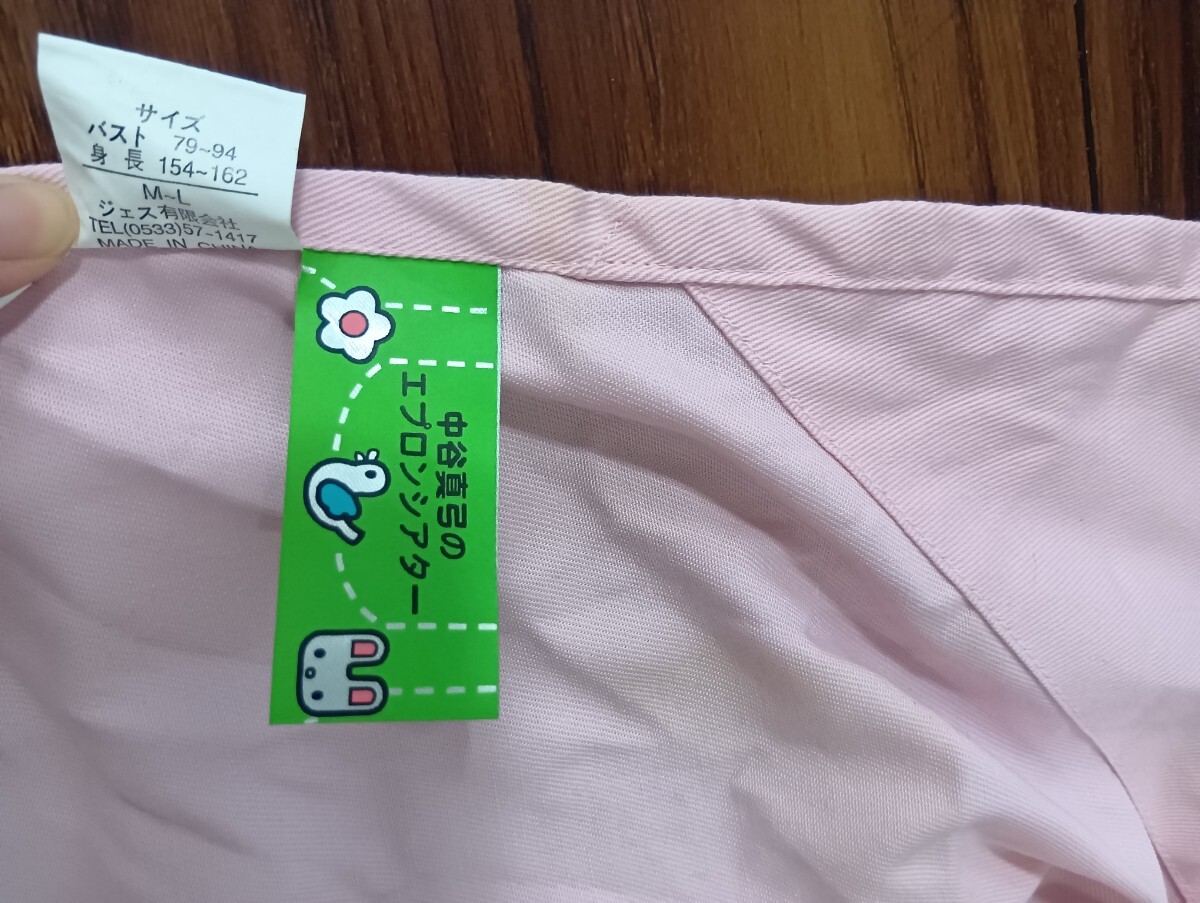 サイズ
バスト 79~94
身長 154~162
M~L
ジェス有限会社
TEL(0533)57-1417
MADE IN CHINA
中谷真弓の
エプロンシアター